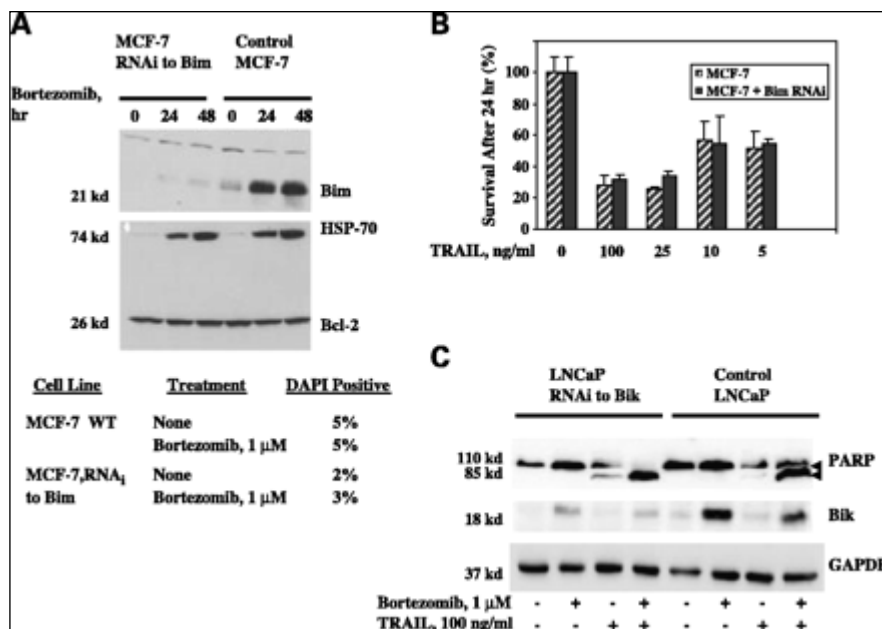 A
MCF-7 Control
RNAi to Bim MCF-7
Bortezomib,
hr 0 24 48 0 24 48
21 kd Bim
74 kd HSP-70
26 kd Bcl-2
Cell Line Treatment DAPI Positive
MCF-7 WT None 5%
Bortezomib, 1 µM 5%
MCF-7,RNAi None 2%
to Bim Bortezomib, 1 µM 3%
B
Survival After 24 hr (%)
100
80
60
40
20
0
MCF-7
MCF-7 + Bim RNAi
TRAIL, ng/ml 0 100 25 10 5
C
LNCaP Control
RNAi to Bik LNCaP
110 kd PARP
85 kd
18 kd Bik
37 kd GAPDH
Bortezomib, 1 µM - + - + - + - +
TRAIL, 100 ng/ml - - + + - - + +